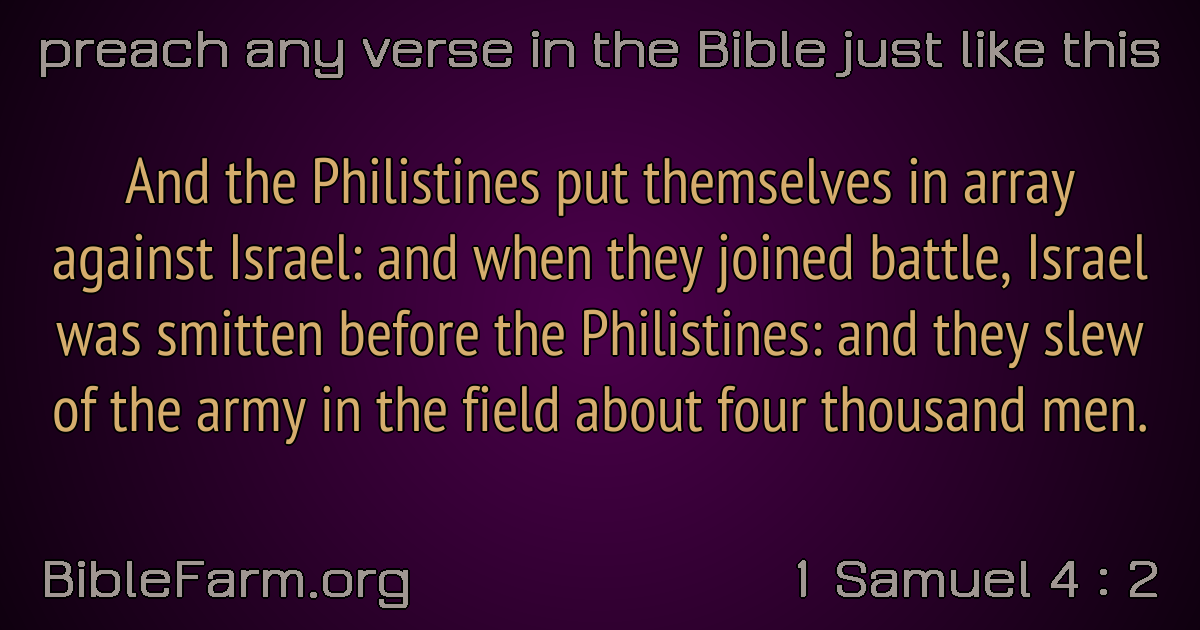 preach any verse in the Bible just like this
And the Philistines put themselves in array
against Israel: and when they joined battle, Israel
was smitten before the Philistines: and they slew
of the army in the field about four thousand men.
BibleFarm.org
1 Samuel 4 : 2